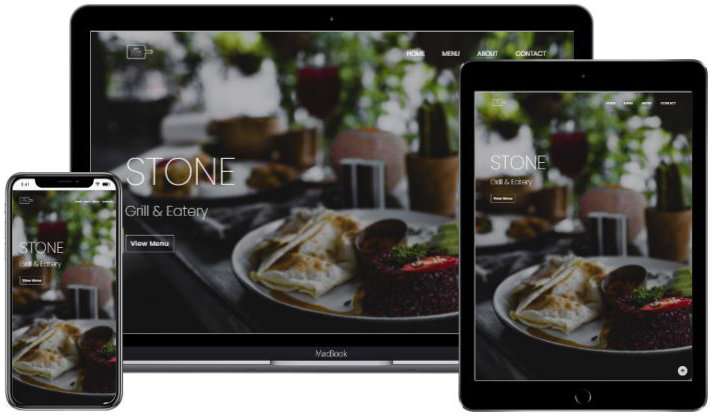 HOME MENU ABOUT CONTACT
STONE
Grill & Eatery
View Menu
MacBook
STONE
Grill & Eatery
View Menu
9:41
STONE
Grill & Eatery
View Menu